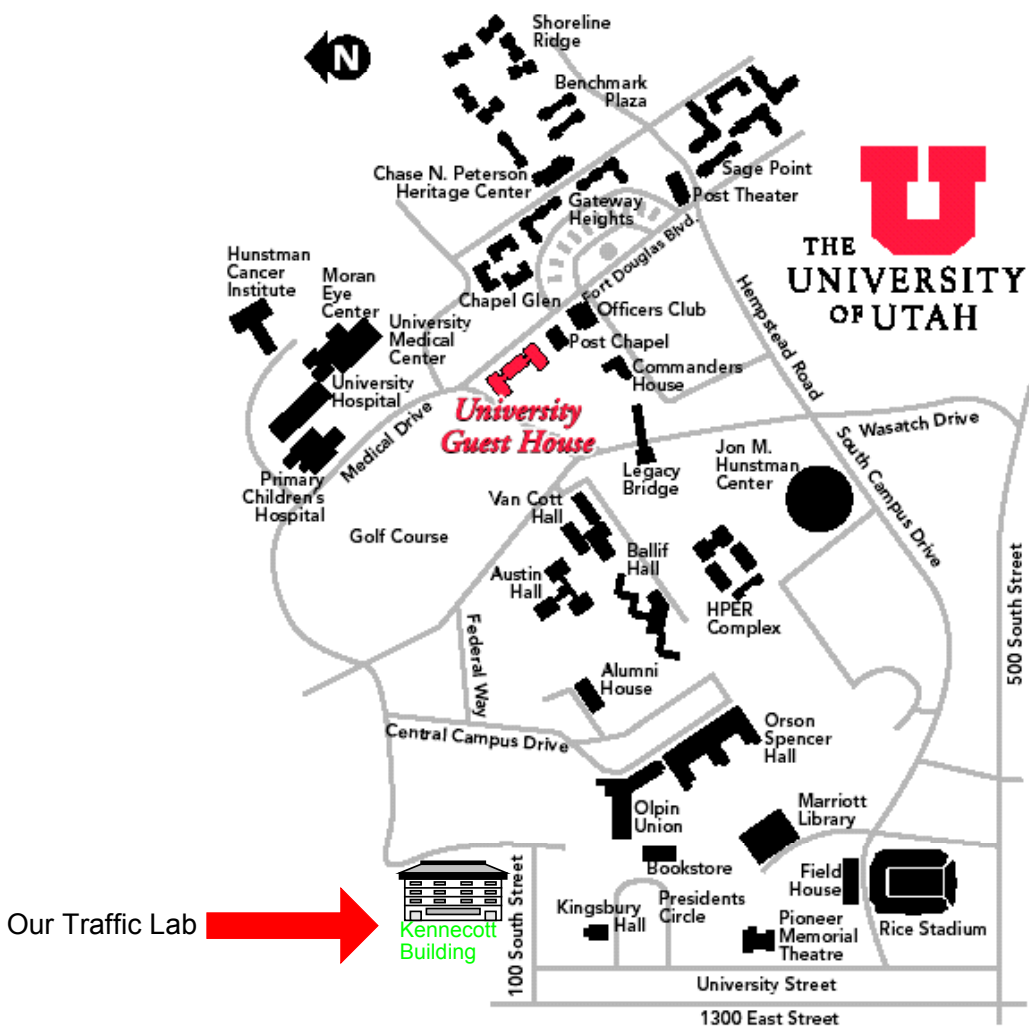 Shoreline
Ridge
N
Benchmark
Plaza
Chase N. Peterson
Heritage Center
Sage Point
Post Theater
Gateway
Heights
THE
UNIVERSITY
OF UTAH
Hunstman
Cancer
Institute
Moran
Eye
Center
Chapel Glen
Fort Douglas Blvd.
Officers Club
University
Medical
Center
Post Chapel
Commanders
House
Hempstead Road
University
Hospital
University
Guest House
Medical Drive
Wasatch Drive
South Campus Drive
Primary
Children's
Hospital
Legacy
Bridge
Jon M.
Hunstman
Center
Van Cott
Hall
Golf Course
Ballif
Hall
Austin
Hall
HPER
Complex
500 South Street
Federal Way
Alumni
House
Central Campus Drive
Orson
Spencer
Hall
Olpin
Union
Marriott
Library
Bookstore
Field
House
Presidents
Circle
Kingsbury
Hall
Pioneer
Memorial
Theatre
Rice Stadium
100 South Street
Our Traffic Lab
Kennecott
Building
University Street
1300 East Street